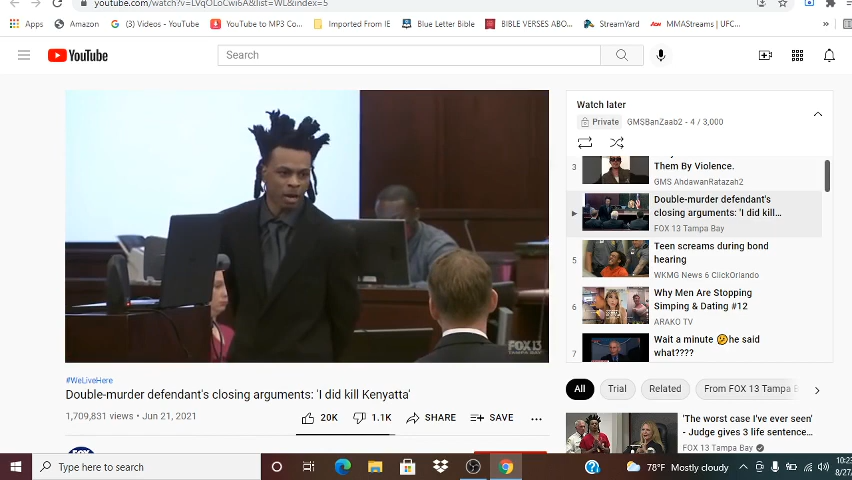 youtube.com/watch?v=LVqOLoCwi6A&list=WL&index=5
Apps
Amazon
(3) Videos - YouTube
YouTube to MP3 Co...
Imported From IE
Blue Letter Bible
BIBLE VERSES ABO...
StreamYard
MMAStreams | UFC...
YouTube
Search
FOX 13
TAMPA BAY
#WeLiveHere
Double-murder defendant's closing arguments: 'I did kill Kenyatta'
1,709,831 views • Jun 21, 2021
20K
1.1K
SHARE
SAVE
Watch later
Private
GMSBanZaab2 - 4 / 3,000
3
Them By Violence.
GMS AhdawanRatazah2
Double-murder defendant's
closing arguments: 'I did kill...
FOX 13 Tampa Bay
5
Teen screams during bond
hearing
WKMG News 6 ClickOrlando
6
Why Men Are Stopping
Simping & Dating #12
ARAKO TV
7
Wait a minute 🤔he said
what????
All
Trial
Related
From FOX 13 Tampa B
'The worst case I've ever seen'
- Judge gives 3 life sentence...
FOX 13 Tampa Bay
Type here to search
78°F Mostly cloudy
10:23
8/27/